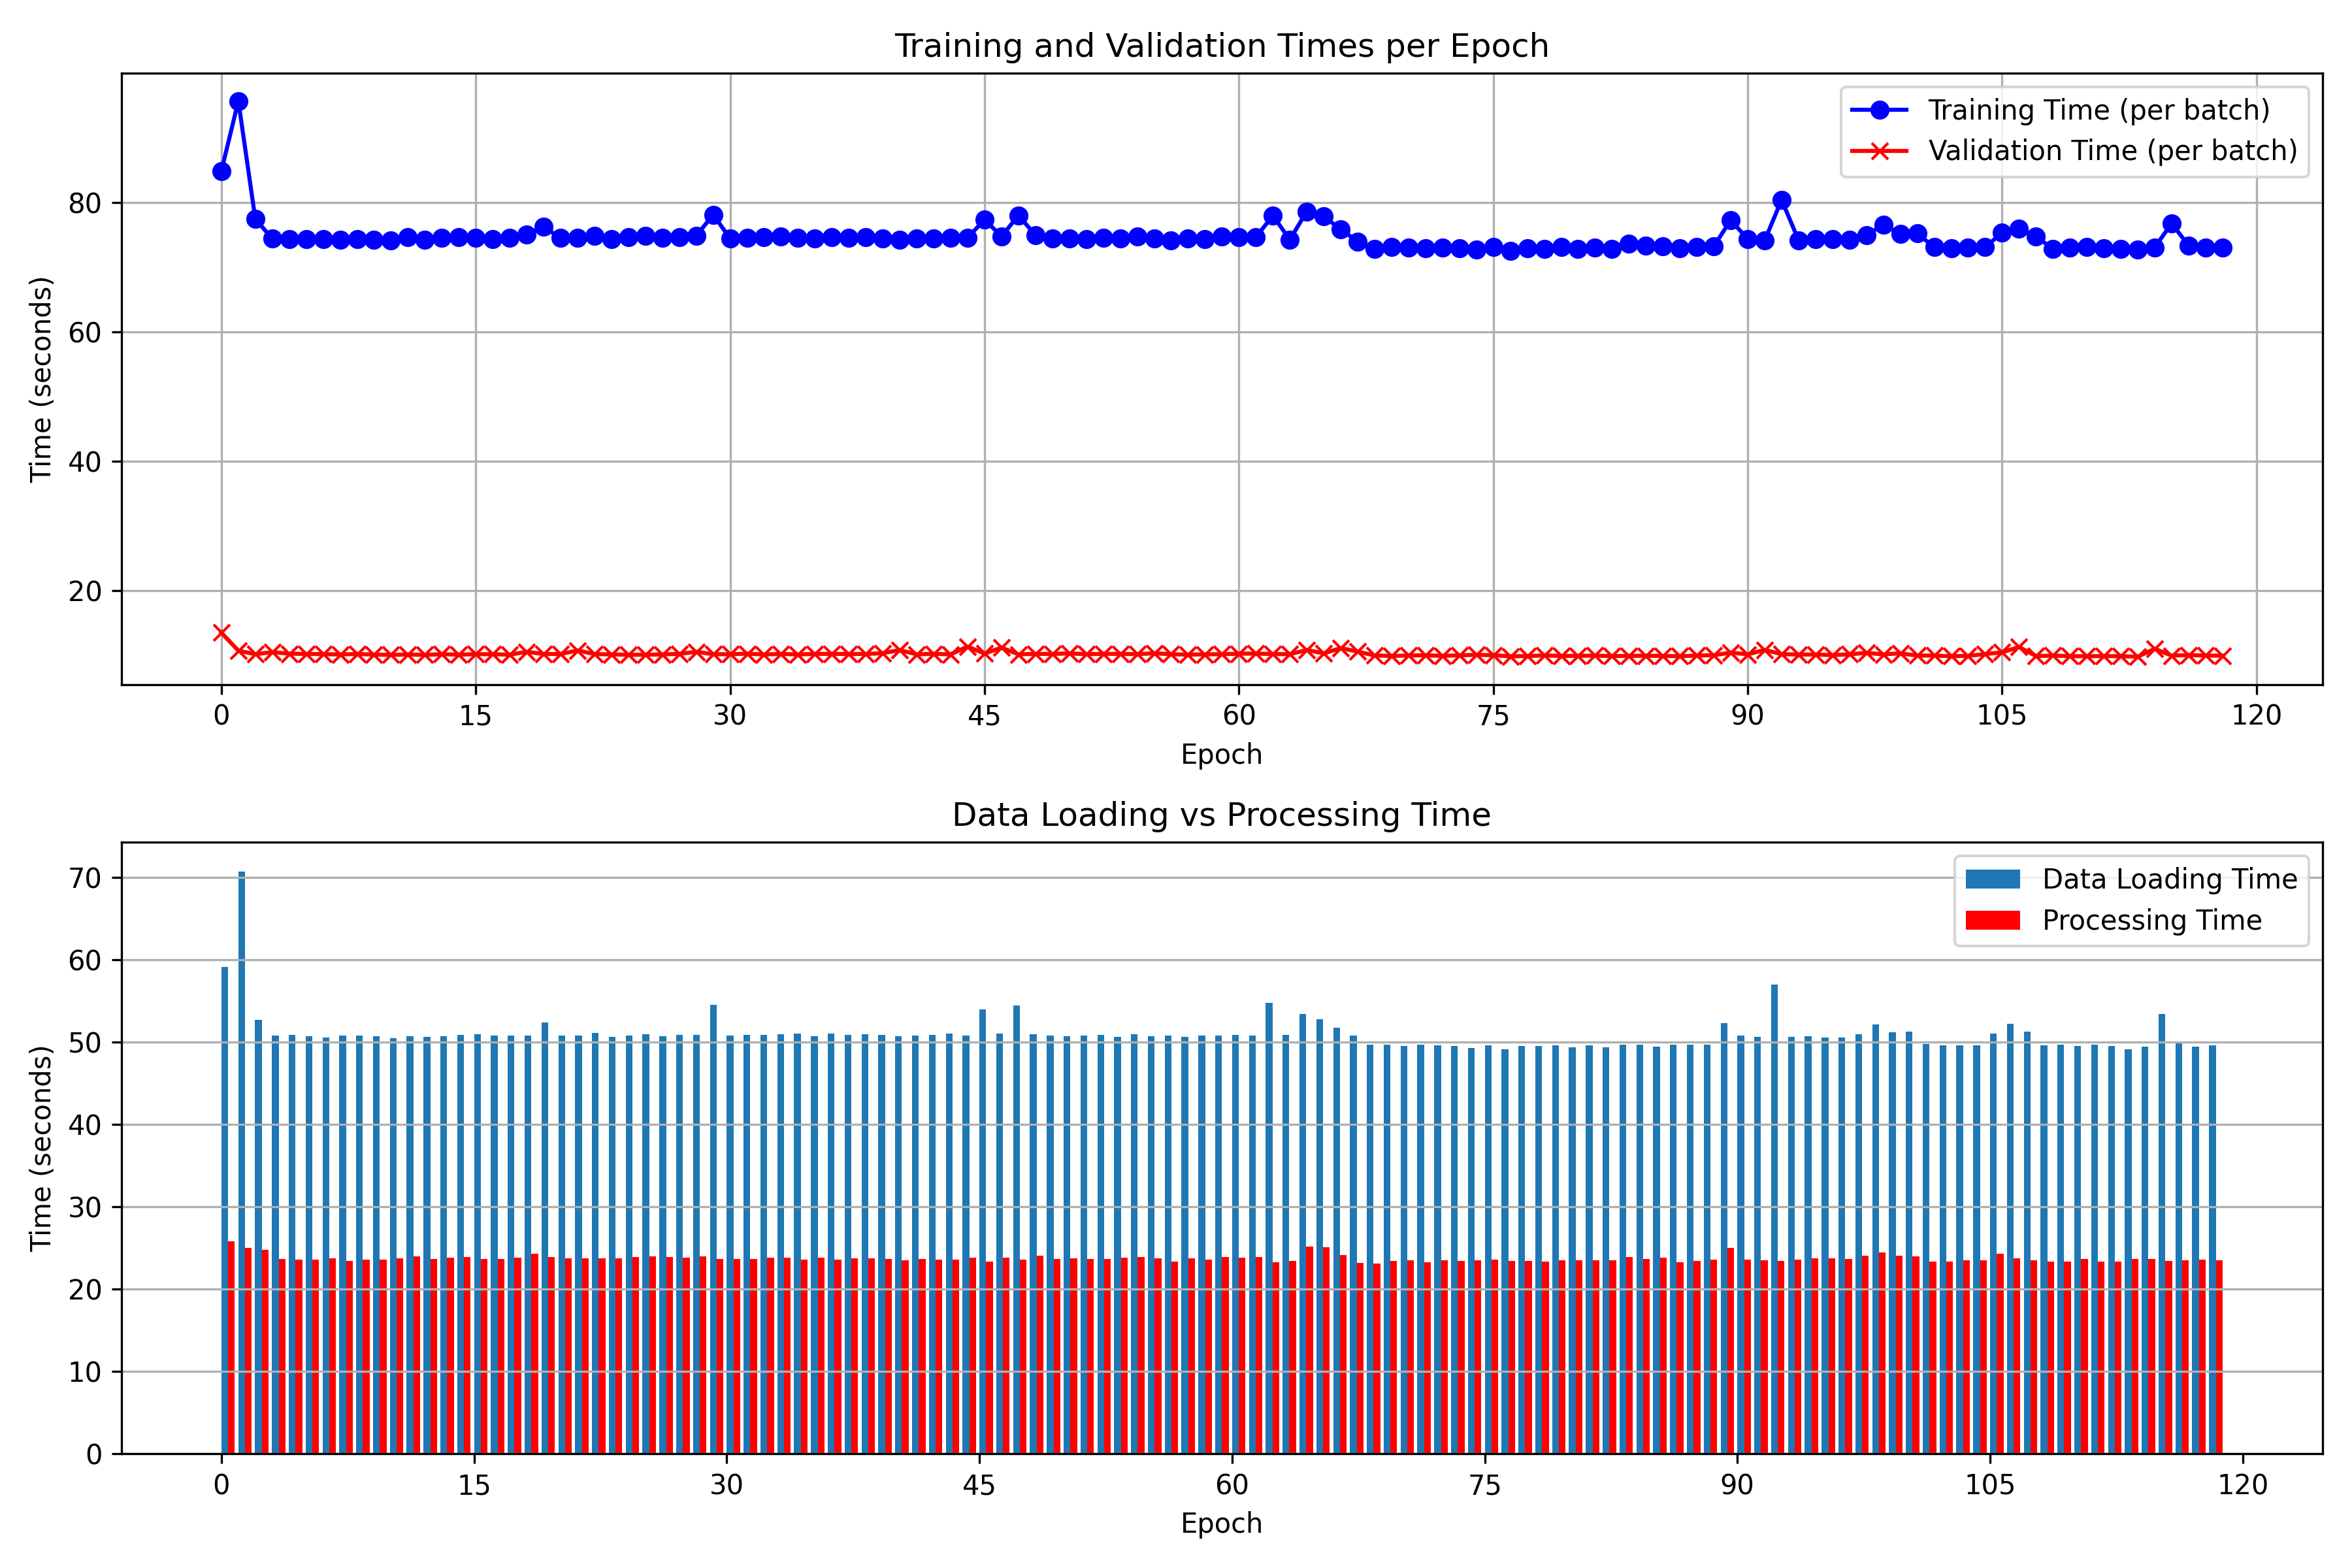 Training and Validation Times per Epoch
Training Time (per batch)
Validation Time (per batch)
Time (seconds)
80
60
40
20
0 15 30 45 60 75 90 105 120
Epoch
Data Loading vs Processing Time
Data Loading Time
Processing Time
Time (seconds)
70
60
50
40
30
20
10
0
0 15 30 45 60 75 90 105 120
Epoch